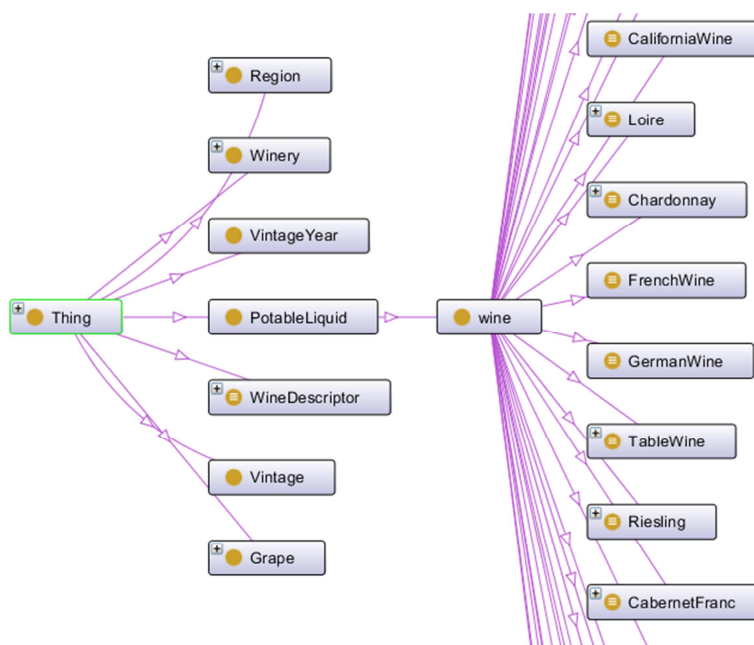 Thing
Region
Winery
VintageYear
PotableLiquid
WineDescriptor
Vintage
Grape
wine
CaliforniaWine
Loire
Chardonnay
FrenchWine
GermanWine
TableWine
Riesling
CabernetFranc